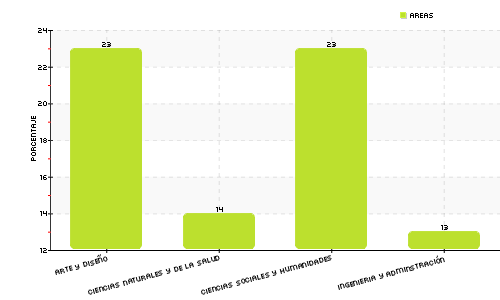 AREAS
24
22
20
18
16
14
12
PORCENTAJE
23
14
23
13
ARTE Y DISEÑO
CIENCIAS NATURALES Y DE LA SALUD
CIENCIAS SOCIALES Y HUMANIDADES
INGENIERIA Y ADMINSTRACIÓN